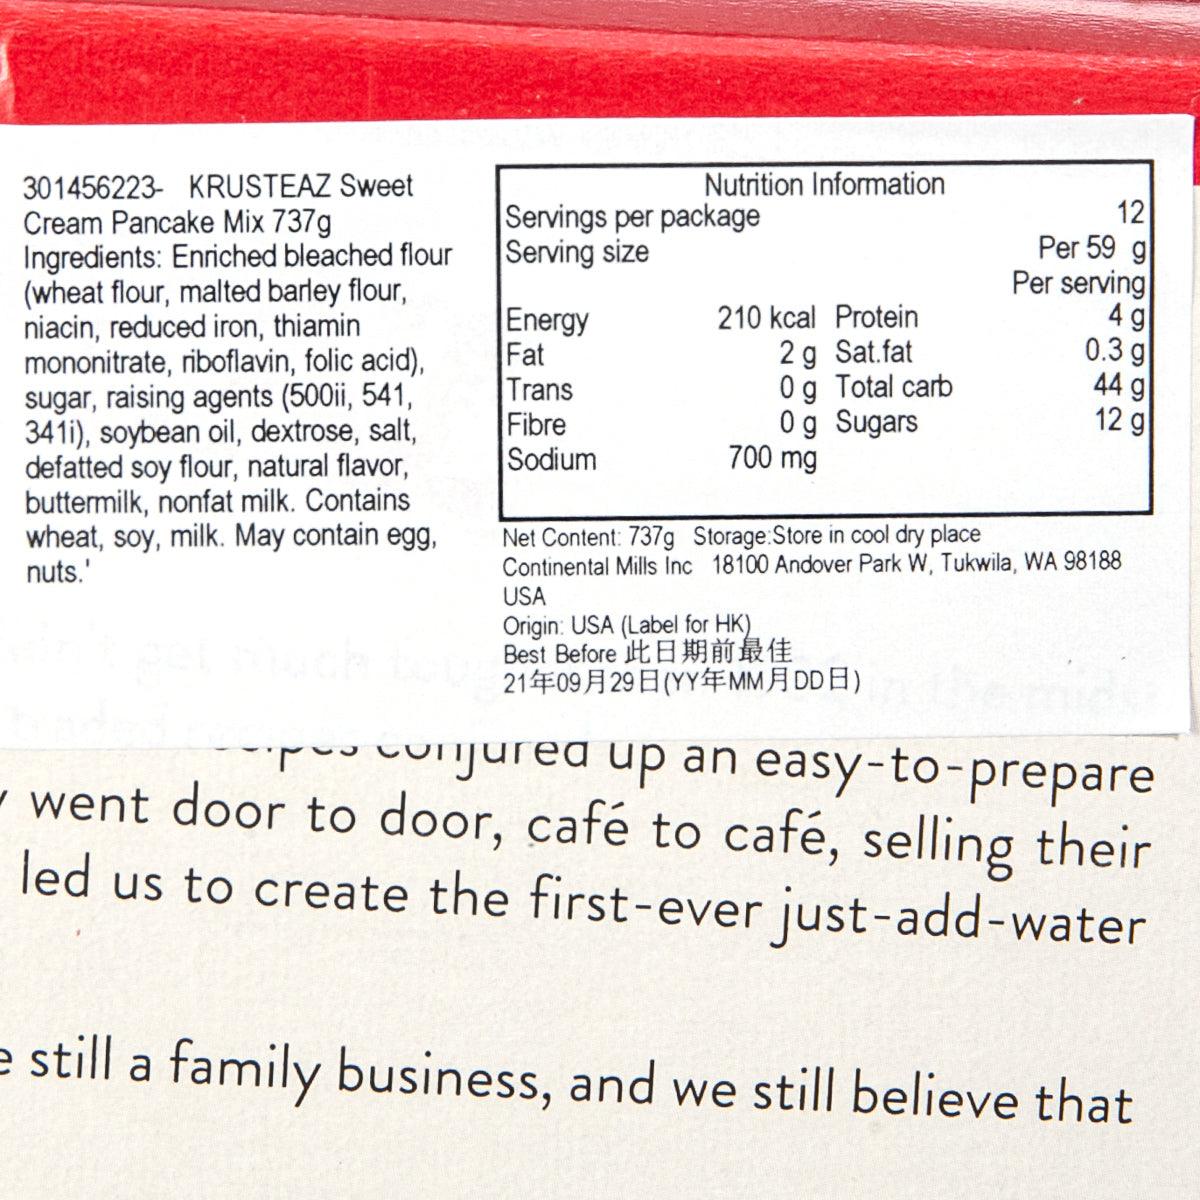 301456223- KRUSTEAZ Sweet
Cream Pancake Mix 737g
Ingredients: Enriched bleached flour
(wheat flour, malted barley flour,
niacin, reduced iron, thiamin
mononitrate, riboflavin, folic acid),
sugar, raising agents (500ii, 541,
341i), soybean oil, dextrose, salt,
defatted soy flour, natural flavor,
buttermilk, nonfat milk. Contains
wheat, soy, milk. May contain egg,
nuts.'
Nutrition Information
Servings per package 12
Serving size Per 59 g
Per serving
Energy 210 kcal Protein 4 g
Fat 2 g Sat.fat 0.3 g
Trans 0 g Total carb 44 g
Fibre 0 g Sugars 12 g
Sodium 700 mg
Net Content: 737g Storage:Store in cool dry place
Continental Mills Inc 18100 Andover Park W, Tukwila, WA 98188
USA
Origin: USA (Label for HK)
Best Before 此日期前最佳
21年09月29日(YY年MM月DD日)
conjured up an easy-to-prepare
went door to door, café to café, selling their
led us to create the first-ever just-add-water
still a family business, and we still believe that